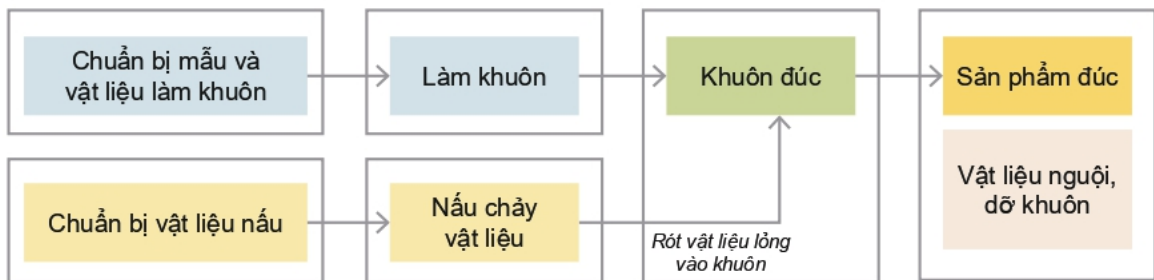 Chuẩn bị mẫu và
vật liệu làm khuôn
Làm khuôn
Khuôn đúc
Sản phẩm đúc
Chuẩn bị vật liệu nấu
Nấu chảy
vật liệu
Rót vật liệu lỏng
vào khuôn
Vật liệu nguội,
dỡ khuôn